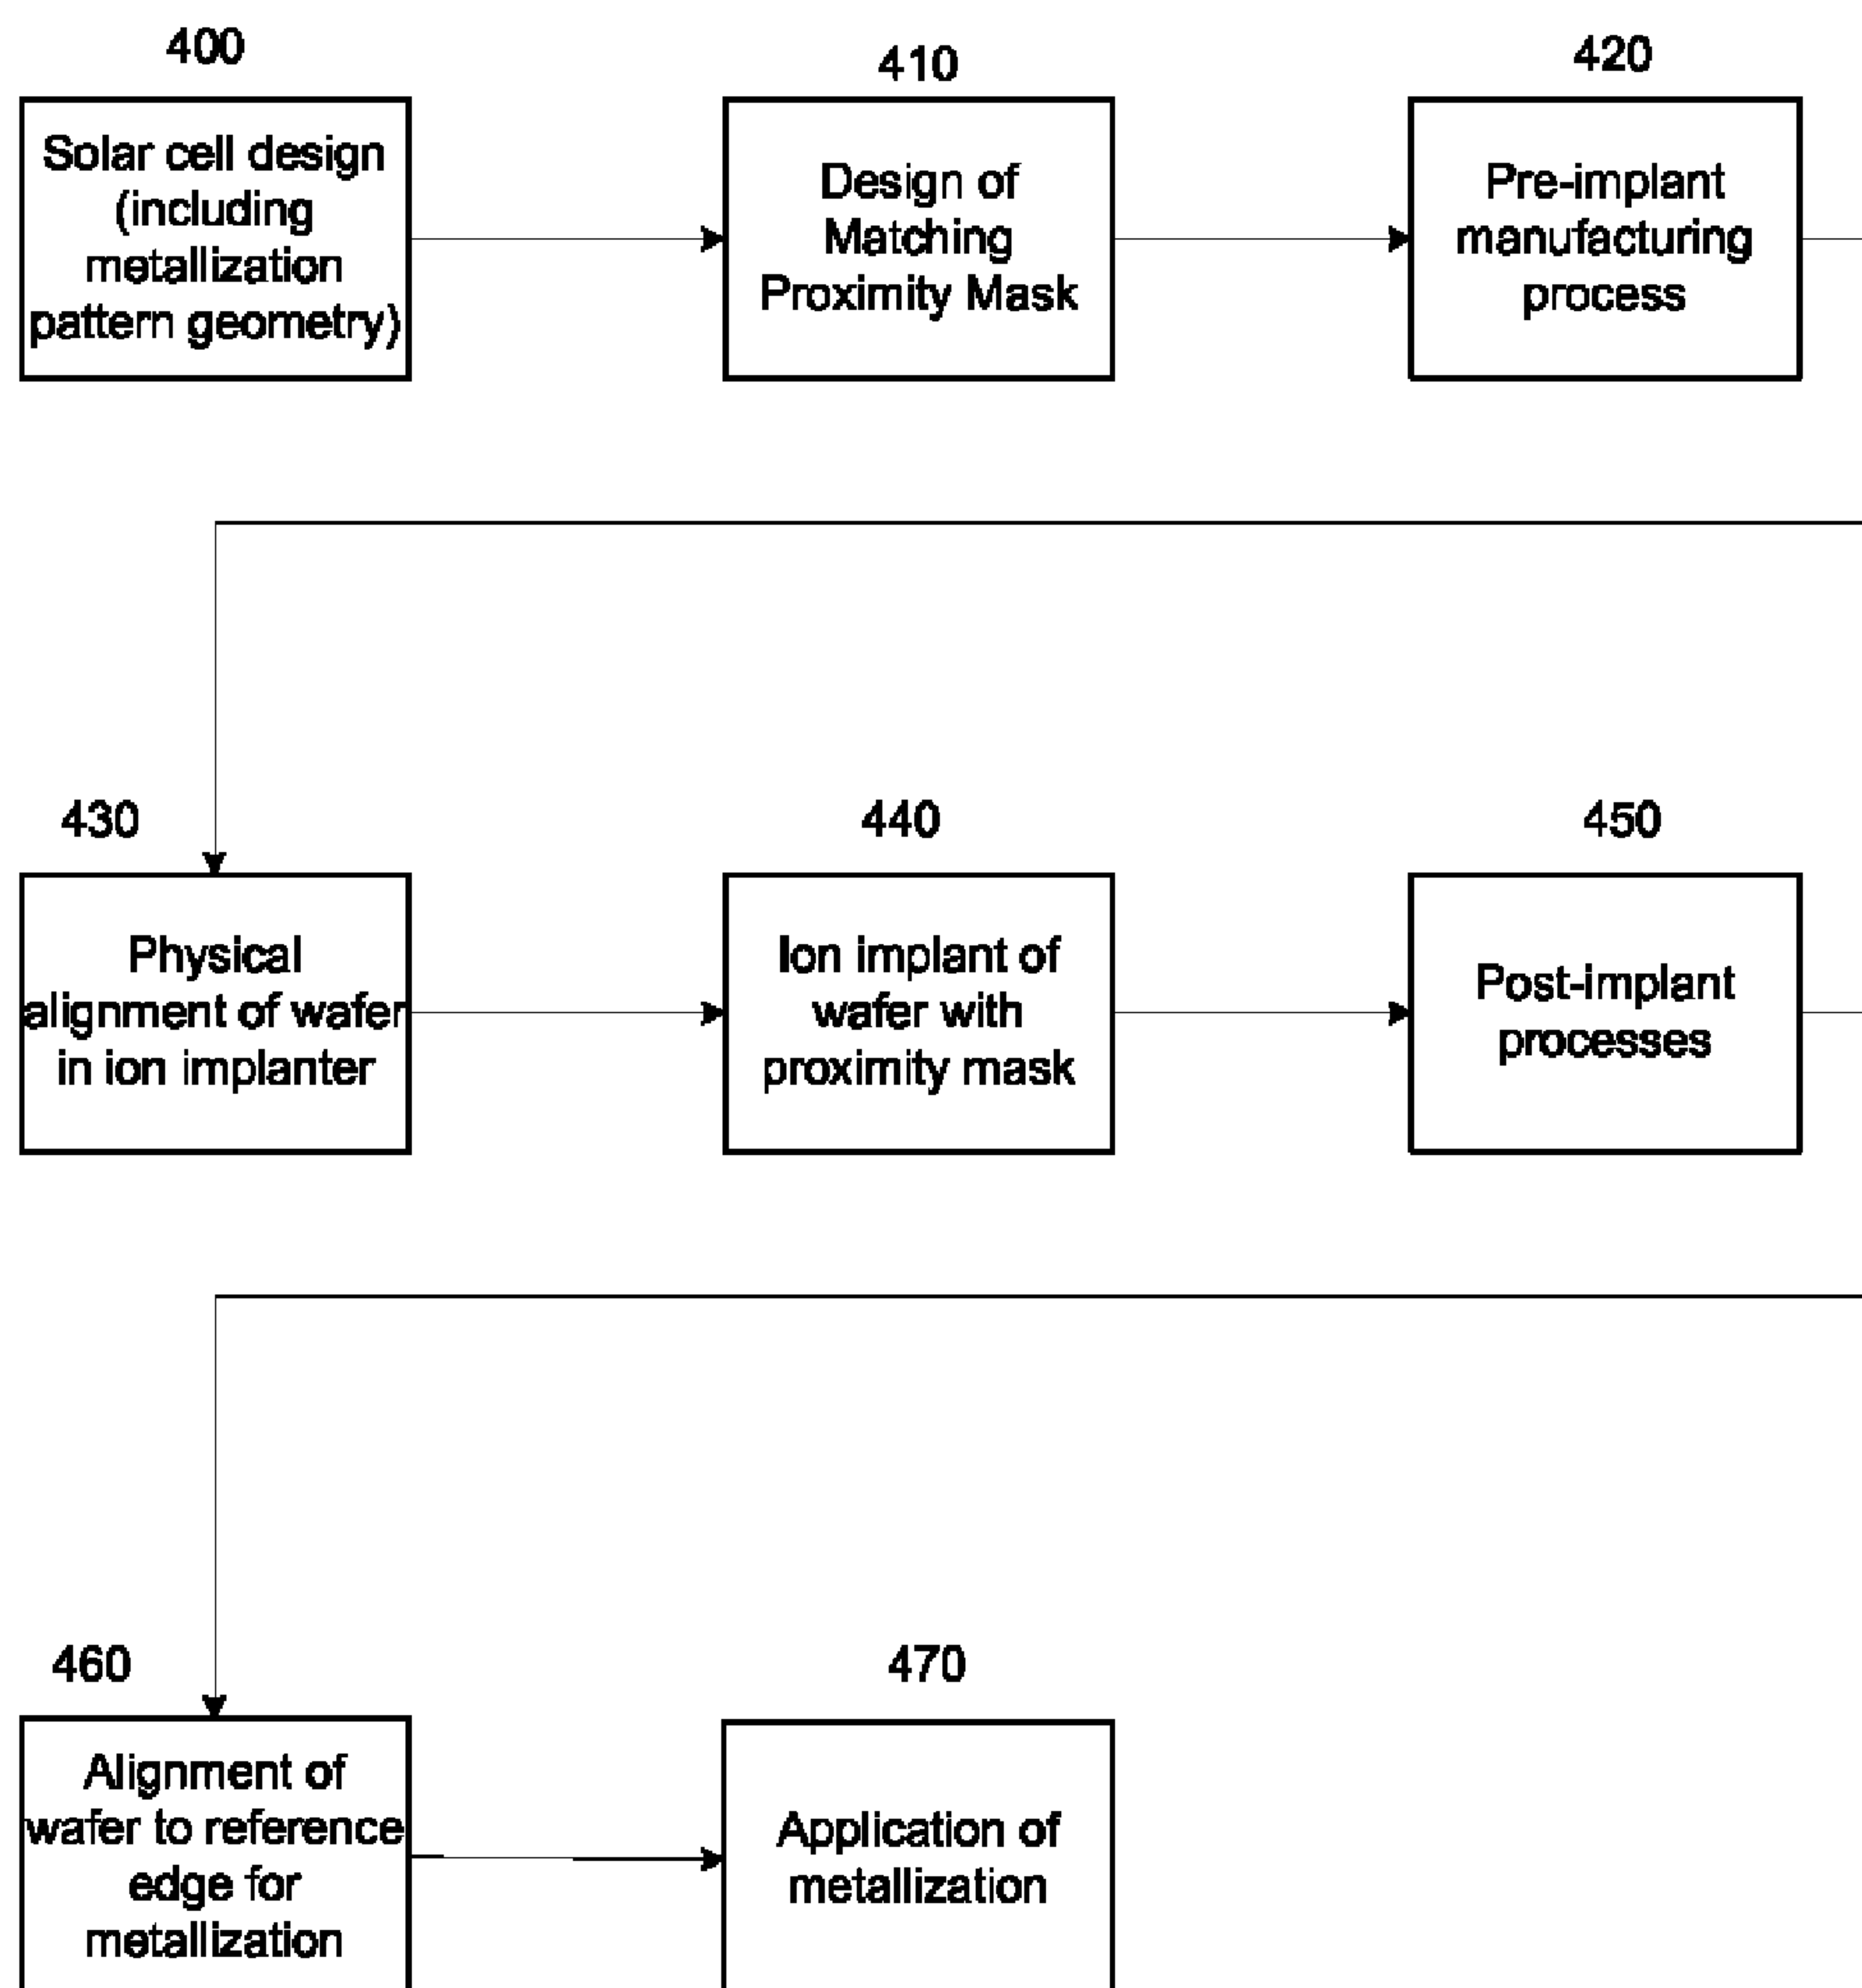 400
Solar cell design
(including
metallization
pattern geometry)
410
Design of
Matching
Proximity Mask
420
Pre-implant
manufacturing
process
430
Physical
alignment of wafer
in ion implanter
440
Ion implant of
wafer with
proximity mask
450
Post-implant
processes
460
Alignment of
wafer to reference
edge for
metallization
470
Application of
metallization